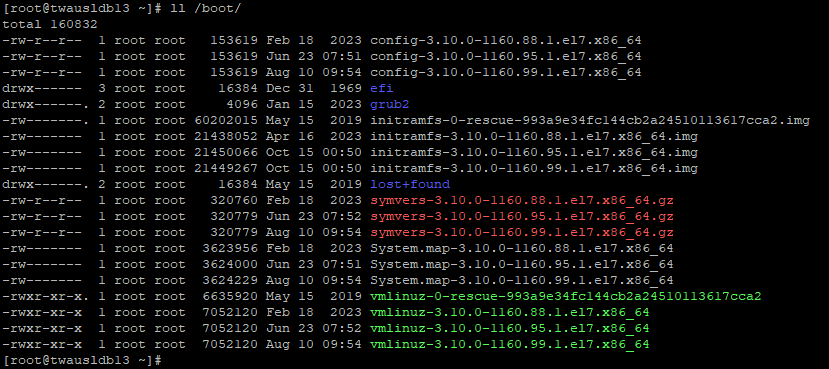 [root@twausldb13 ~]# ll /boot/
total 160832
-rw-r--r--  1 root root   153619 Feb 18  2023 config-3.10.0-1160.88.1.el7.x86_64
-rw-r--r--  1 root root   153619 Jun 23 07:51 config-3.10.0-1160.95.1.el7.x86_64
-rw-r--r--  1 root root   153619 Aug 10 09:54 config-3.10.0-1160.99.1.el7.x86_64
drwx------  3 root root    16384 Dec 31  1969 efi
drwx------. 2 root root     4096 Jan 15  2023 grub2
-rw-------. 1 root root 60202015 May 15  2019 initramfs-0-rescue-993a9e34fc144cb2a24510113617cca2.img
-rw-------  1 root root 21438052 Apr 16  2023 initramfs-3.10.0-1160.88.1.el7.x86_64.img
-rw-------  1 root root 21450066 Oct 15 00:50 initramfs-3.10.0-1160.95.1.el7.x86_64.img
-rw-------  1 root root 21449267 Oct 15 00:50 initramfs-3.10.0-1160.99.1.el7.x86_64.img
drwx------. 2 root root    16384 May 15  2019 lost+found
-rw-r--r--  1 root root   320760 Feb 18  2023 symvers-3.10.0-1160.88.1.el7.x86_64.gz
-rw-r--r--  1 root root   320779 Jun 23 07:52 symvers-3.10.0-1160.95.1.el7.x86_64.gz
-rw-r--r--  1 root root   320779 Aug 10 09:54 symvers-3.10.0-1160.99.1.el7.x86_64.gz
-rw-------  1 root root  3623956 Feb 18  2023 System.map-3.10.0-1160.88.1.el7.x86_64
-rw-------  1 root root  3624000 Jun 23 07:51 System.map-3.10.0-1160.95.1.el7.x86_64
-rw-------  1 root root  3624229 Aug 10 09:54 System.map-3.10.0-1160.99.1.el7.x86_64
-rwxr-xr-x. 1 root root  6635920 May 15  2019 vmlinuz-0-rescue-993a9e34fc144cb2a24510113617cca2
-rwxr-xr-x  1 root root  7052120 Feb 18  2023 vmlinuz-3.10.0-1160.88.1.el7.x86_64
-rwxr-xr-x  1 root root  7052120 Jun 23 07:52 vmlinuz-3.10.0-1160.95.1.el7.x86_64
-rwxr-xr-x  1 root root  7052120 Aug 10 09:54 vmlinuz-3.10.0-1160.99.1.el7.x86_64
[root@twausldb13 ~]#